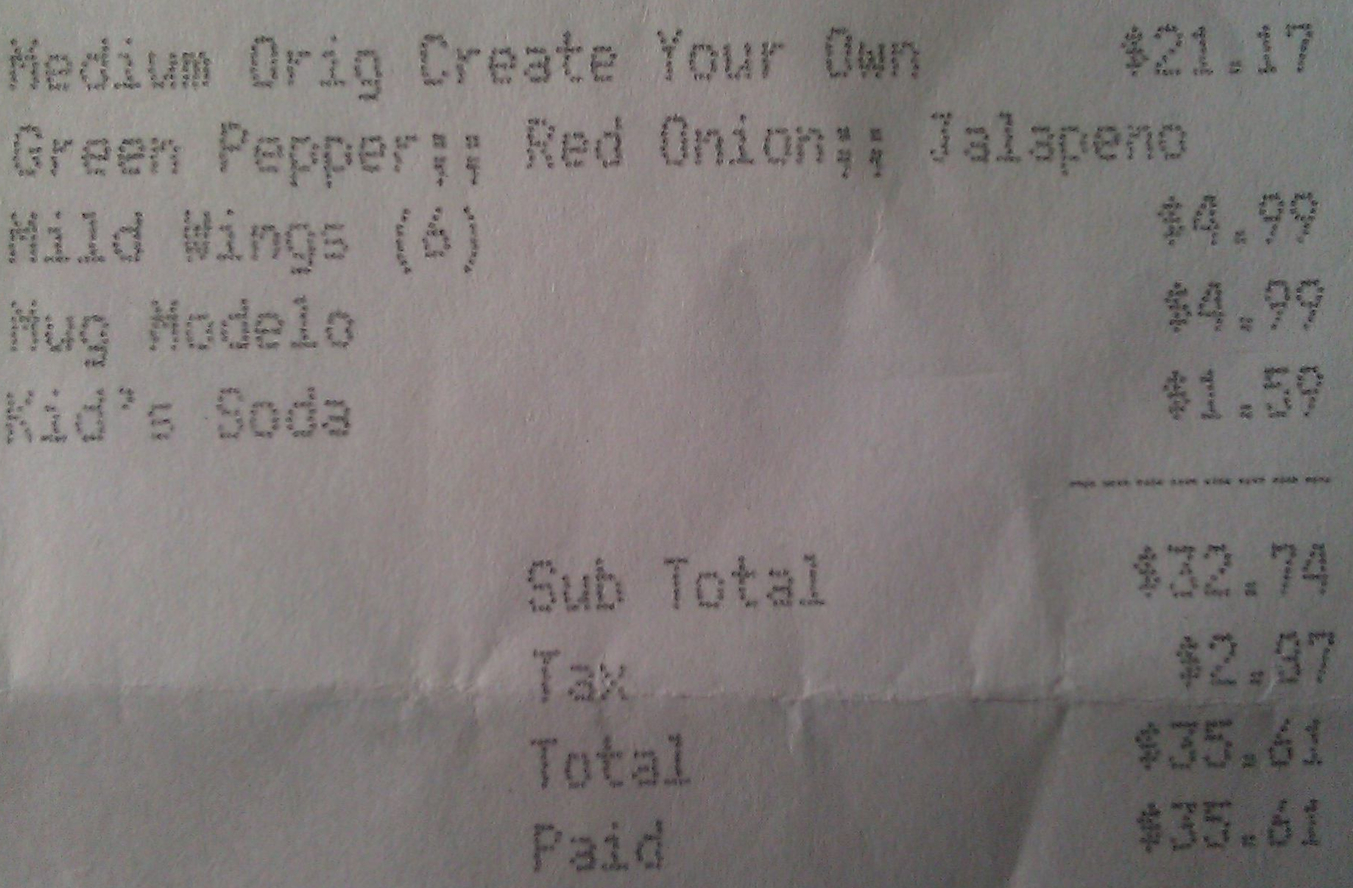 Medium Orig Create Your Own $21.17
Green Pepper;; Red Onion;; Jalapeno
Mild Wings (6) $4.99
Mug Modelo $4.99
Kid's Soda $1.59
--------
Sub Total $32.74
Tax $2.87
Total $35.61
Paid $35.61